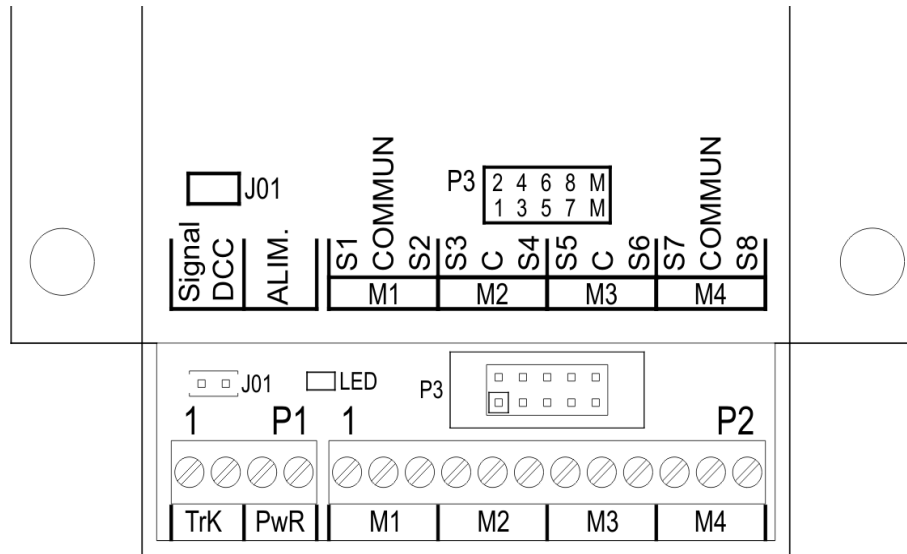 J01
P3
2 4 6 8 M
1 3 5 7 M
Signal
DCC
ALIM.
S1
COMMUN
S2
S3
C
S4
S5
C
S6
S7
COMMUN
S8
M1
M2
M3
M4
J01
LED
P3
1
P1
1
P2
TrK
PwR
M1
M2
M3
M4